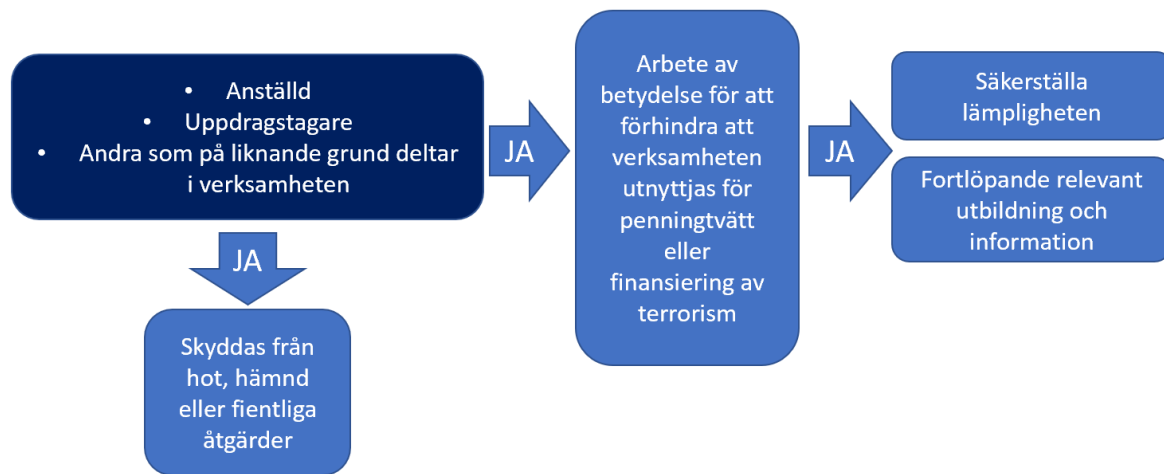 • Anställd
• Uppdragstagare
• Andra som på liknande grund deltar
i verksamheten
JA
Arbete av
betydelse för att
förhindra att
verksamheten
utnyttjas för
penningtvätt
eller
finansiering av
terrorism
JA
Säkerställa
lämpligheten
Fortlöpande relevant
utbildning och
information
JA
Skyddas från
hot, hämnd
eller fientliga
åtgärder